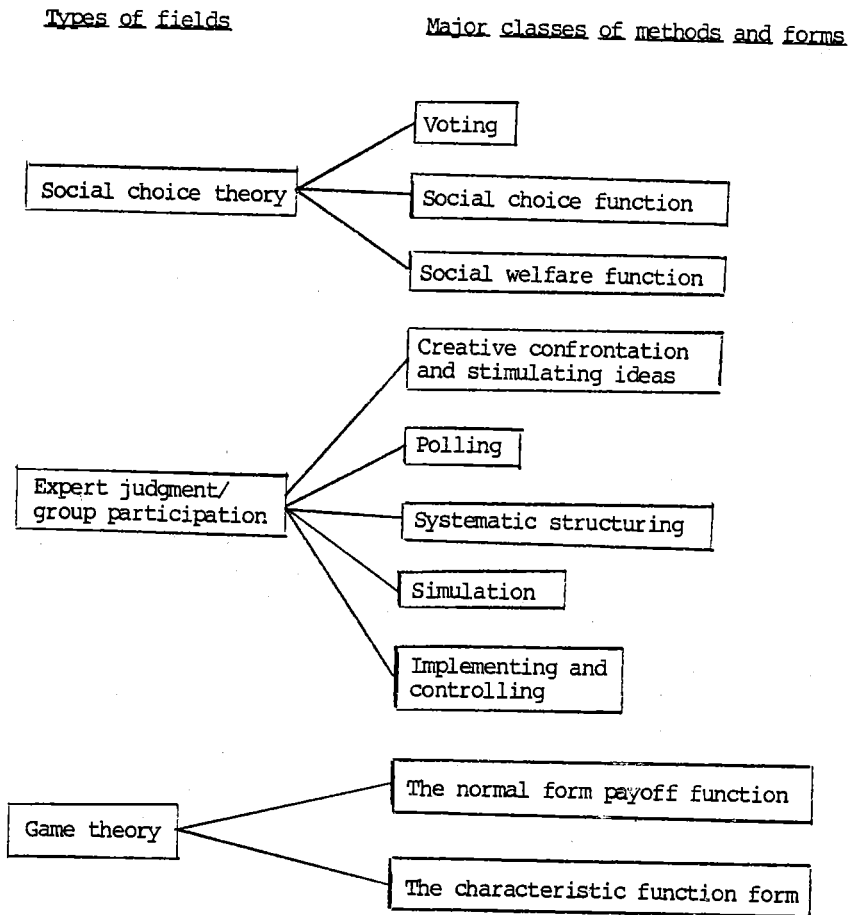 Types of fields
Major classes of methods and forms
Voting
Social choice theory
Social choice function
Social welfare function
Creative confrontation
and stimulating ideas
Polling
Expert judgment/
group participation
Systematic structuring
Simulation
Implementing and
controlling
The normal form payoff function
Game theory
The characteristic function form